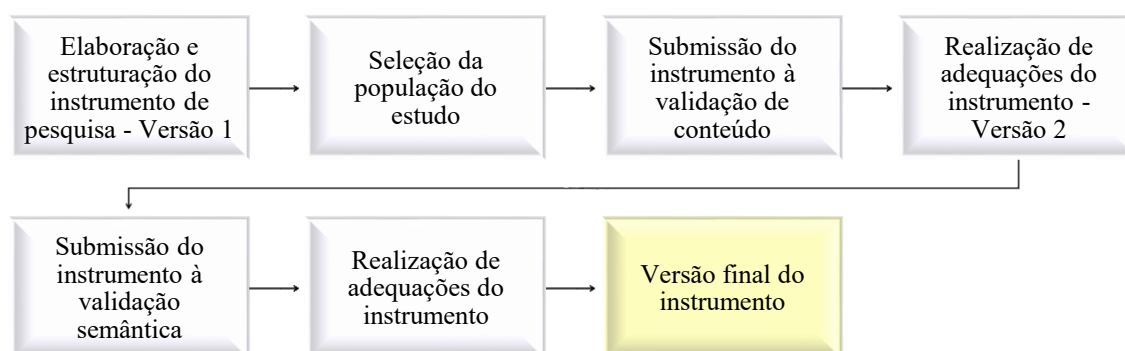 Elaboração e
estruturação do
instrumento de
pesquisa - Versão 1
Seleção da
população do
estudo
Submissão do
instrumento à
validação de
conteúdo
Realização de
adequações do
instrumento -
Versão 2
Submissão do
instrumento à
validação
semântica
Realização de
adequações do
instrumento
Versão final do
instrumento